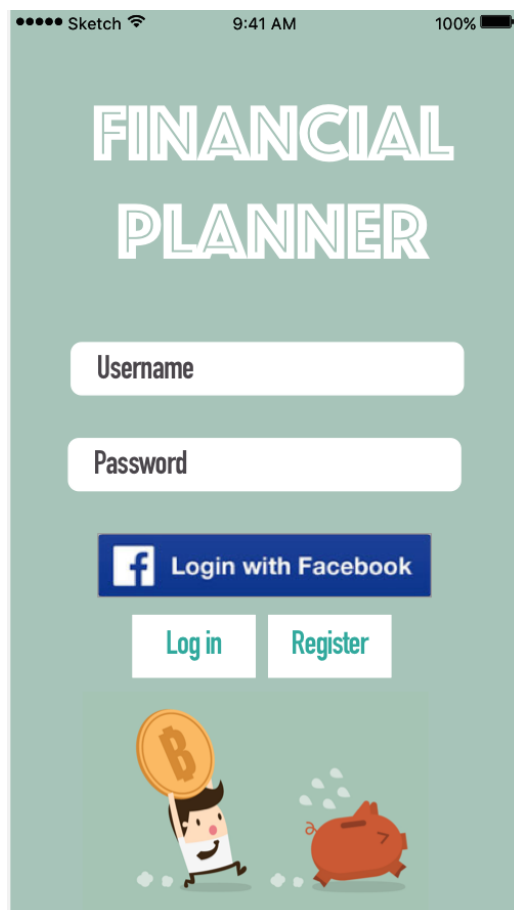 Sketch 9:41 AM 100%
FINANCIAL
PLANNER
Username
Password
f Login with Facebook
Log in Register
₿